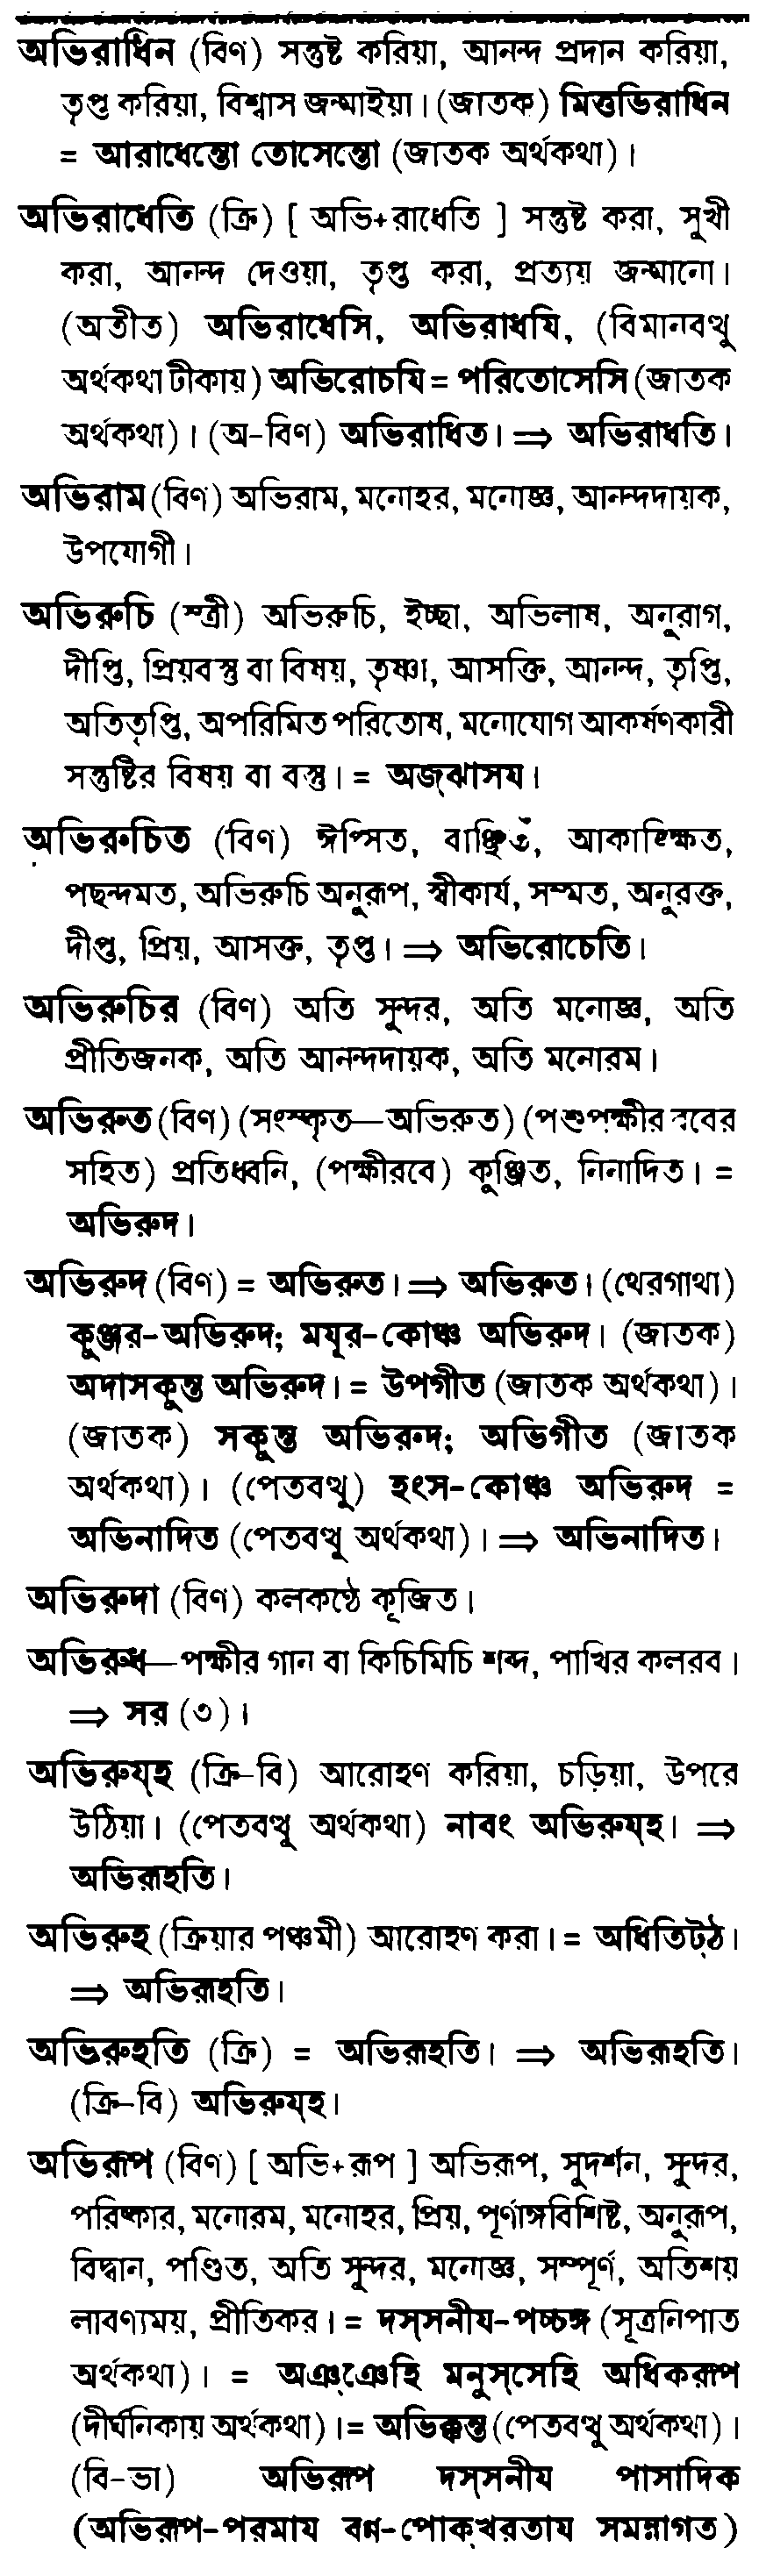 অভিরাধিন (বিণ) সন্তুষ্ট করিয়া, আনন্দ প্রদান করিয়া,
তৃপ্ত করিয়া, বিশ্বাস জন্মাইয়া। (জাতক) মিত্তভিরাধিন
= আরাধেন্তো তোসেন্তো (জাতক অর্থকথা)।
অভিরাধেতি (ক্রি) [ অভি+রাধেতি ] সন্তুষ্ট করা, সুখী
করা, আনন্দ দেওয়া, তৃপ্ত করা, প্রত্যয় জন্মানো।
(অতীত) অভিরাধেসি, অভিরাধযি, (বিমানবত্থু
অর্থকথা টীকায়) অভিরোচযি = পরিতোসেসি (জাতক
অর্থকথা)। (অ-বিণ) অভিরাধিত। ⇒ অভিরাধতি।
অভিরাম (বিণ) অভিরাম, মনোহর, মনোজ্ঞ, আনন্দদায়ক,
উপযোগী।
অভিরুচি (স্ত্রী) অভিরুচি, ইচ্ছা, অভিলাষ, অনুরাগ,
দীপ্তি, প্রিয়বস্তু বা বিষয়, তৃষ্ণা, আসক্তি, আনন্দ, তৃপ্তি,
অতিতৃপ্তি, অপরিমিত পরিতোষ, মনোযোগ আকর্ষণকারী
সন্তুষ্টির বিষয় বা বস্তু। = অজ্ঝাসয।
অভিরুচিত (বিণ) ঈপ্সিত, বাঞ্ছিত, আকাঙ্ক্ষিত,
পছন্দমত, অভিরুচি অনুরূপ, স্বীকার্য, সম্মত, অনুরক্ত,
দীপ্ত, প্রিয়, আসক্ত, তৃপ্ত। ⇒ অভিরোচেতি।
অভিরুচির (বিণ) অতি সুন্দর, অতি মনোজ্ঞ, অতি
প্রীতিজনক, অতি আনন্দদায়ক, অতি মনোরম।
অভিরুত (বিণ) (সংস্কৃত—অভিরুত) (পশুপক্ষীর রবের
সহিত) প্রতিধ্বনি, (পক্ষীরবে) কুঞ্জিত, নিনাদিত। =
অভিরুদ।
অভিরুদ (বিণ) = অভিরুত। ⇒ অভিরুত। (থেরগাথা)
কুঞ্জর-অভিরুদ; মযূর-কোঞ্চ অভিরুদ। (জাতক)
অদাসকুন্ত অভিরুদ। = উপগীত (জাতক অর্থকথা)।
(জাতক) সকুন্ত অভিরুদ; অভিগীত (জাতক
অর্থকথা)। (পেতবত্থু) হংস-কোঞ্চ অভিরুদ =
অভিনাদিত (পেতবত্থু অর্থকথা)। ⇒ অভিনাদিত।
অভিরুদা (বিণ) কলকণ্ঠে কূজিত।
অভিরুধ—পক্ষীর গান বা কিচিমিচি শব্দ, পাখির কলরব।
⇒ সর (৩)।
অভিরুয্হ (ক্রি-বি) আরোহণ করিয়া, চড়িয়া, উপরে
উঠিয়া। (পেতবত্থু অর্থকথা) নাবং অভিরুয্হ। ⇒
অভিরূহতি।
অভিরুহ (ক্রিয়ার পঞ্চমী) আরোহণ করা। = অধিতিট্ঠ।
⇒ অভিরূহতি।
অভিরুহতি (ক্রি) = অভিরূহতি। ⇒ অভিরূহতি।
(ক্রি-বি) অভিরুয্হ।
অভিরূপ (বিণ) [ অভি+রূপ ] অভিরূপ, সুদর্শন, সুন্দর,
পরিষ্কার, মনোরম, মনোহর, প্রিয়, পূর্ণাঙ্গবিশিষ্ট, অনুরূপ,
বিদ্বান, পণ্ডিত, অতি সুন্দর, মনোজ্ঞ, সম্পূর্ণ, অতিশয়
লাবণ্যময়, প্রীতিকর। = দস্সনীয-পচ্চঙ্গ (সূত্রনিপাত
অর্থকথা)। = অঞ্ঞেহি মনুস্সেহি অধিকরূপ
(দীর্ঘনিকায় অর্থকথা)। = অভিক্কন্ত (পেতবত্থু অর্থকথা)।
(বি-ভা) অভিরূপ দস্সনীয পাসাদিক
(অভিরূপ-পরমায বন্ন-পোক্খরতায সমন্নাগত)